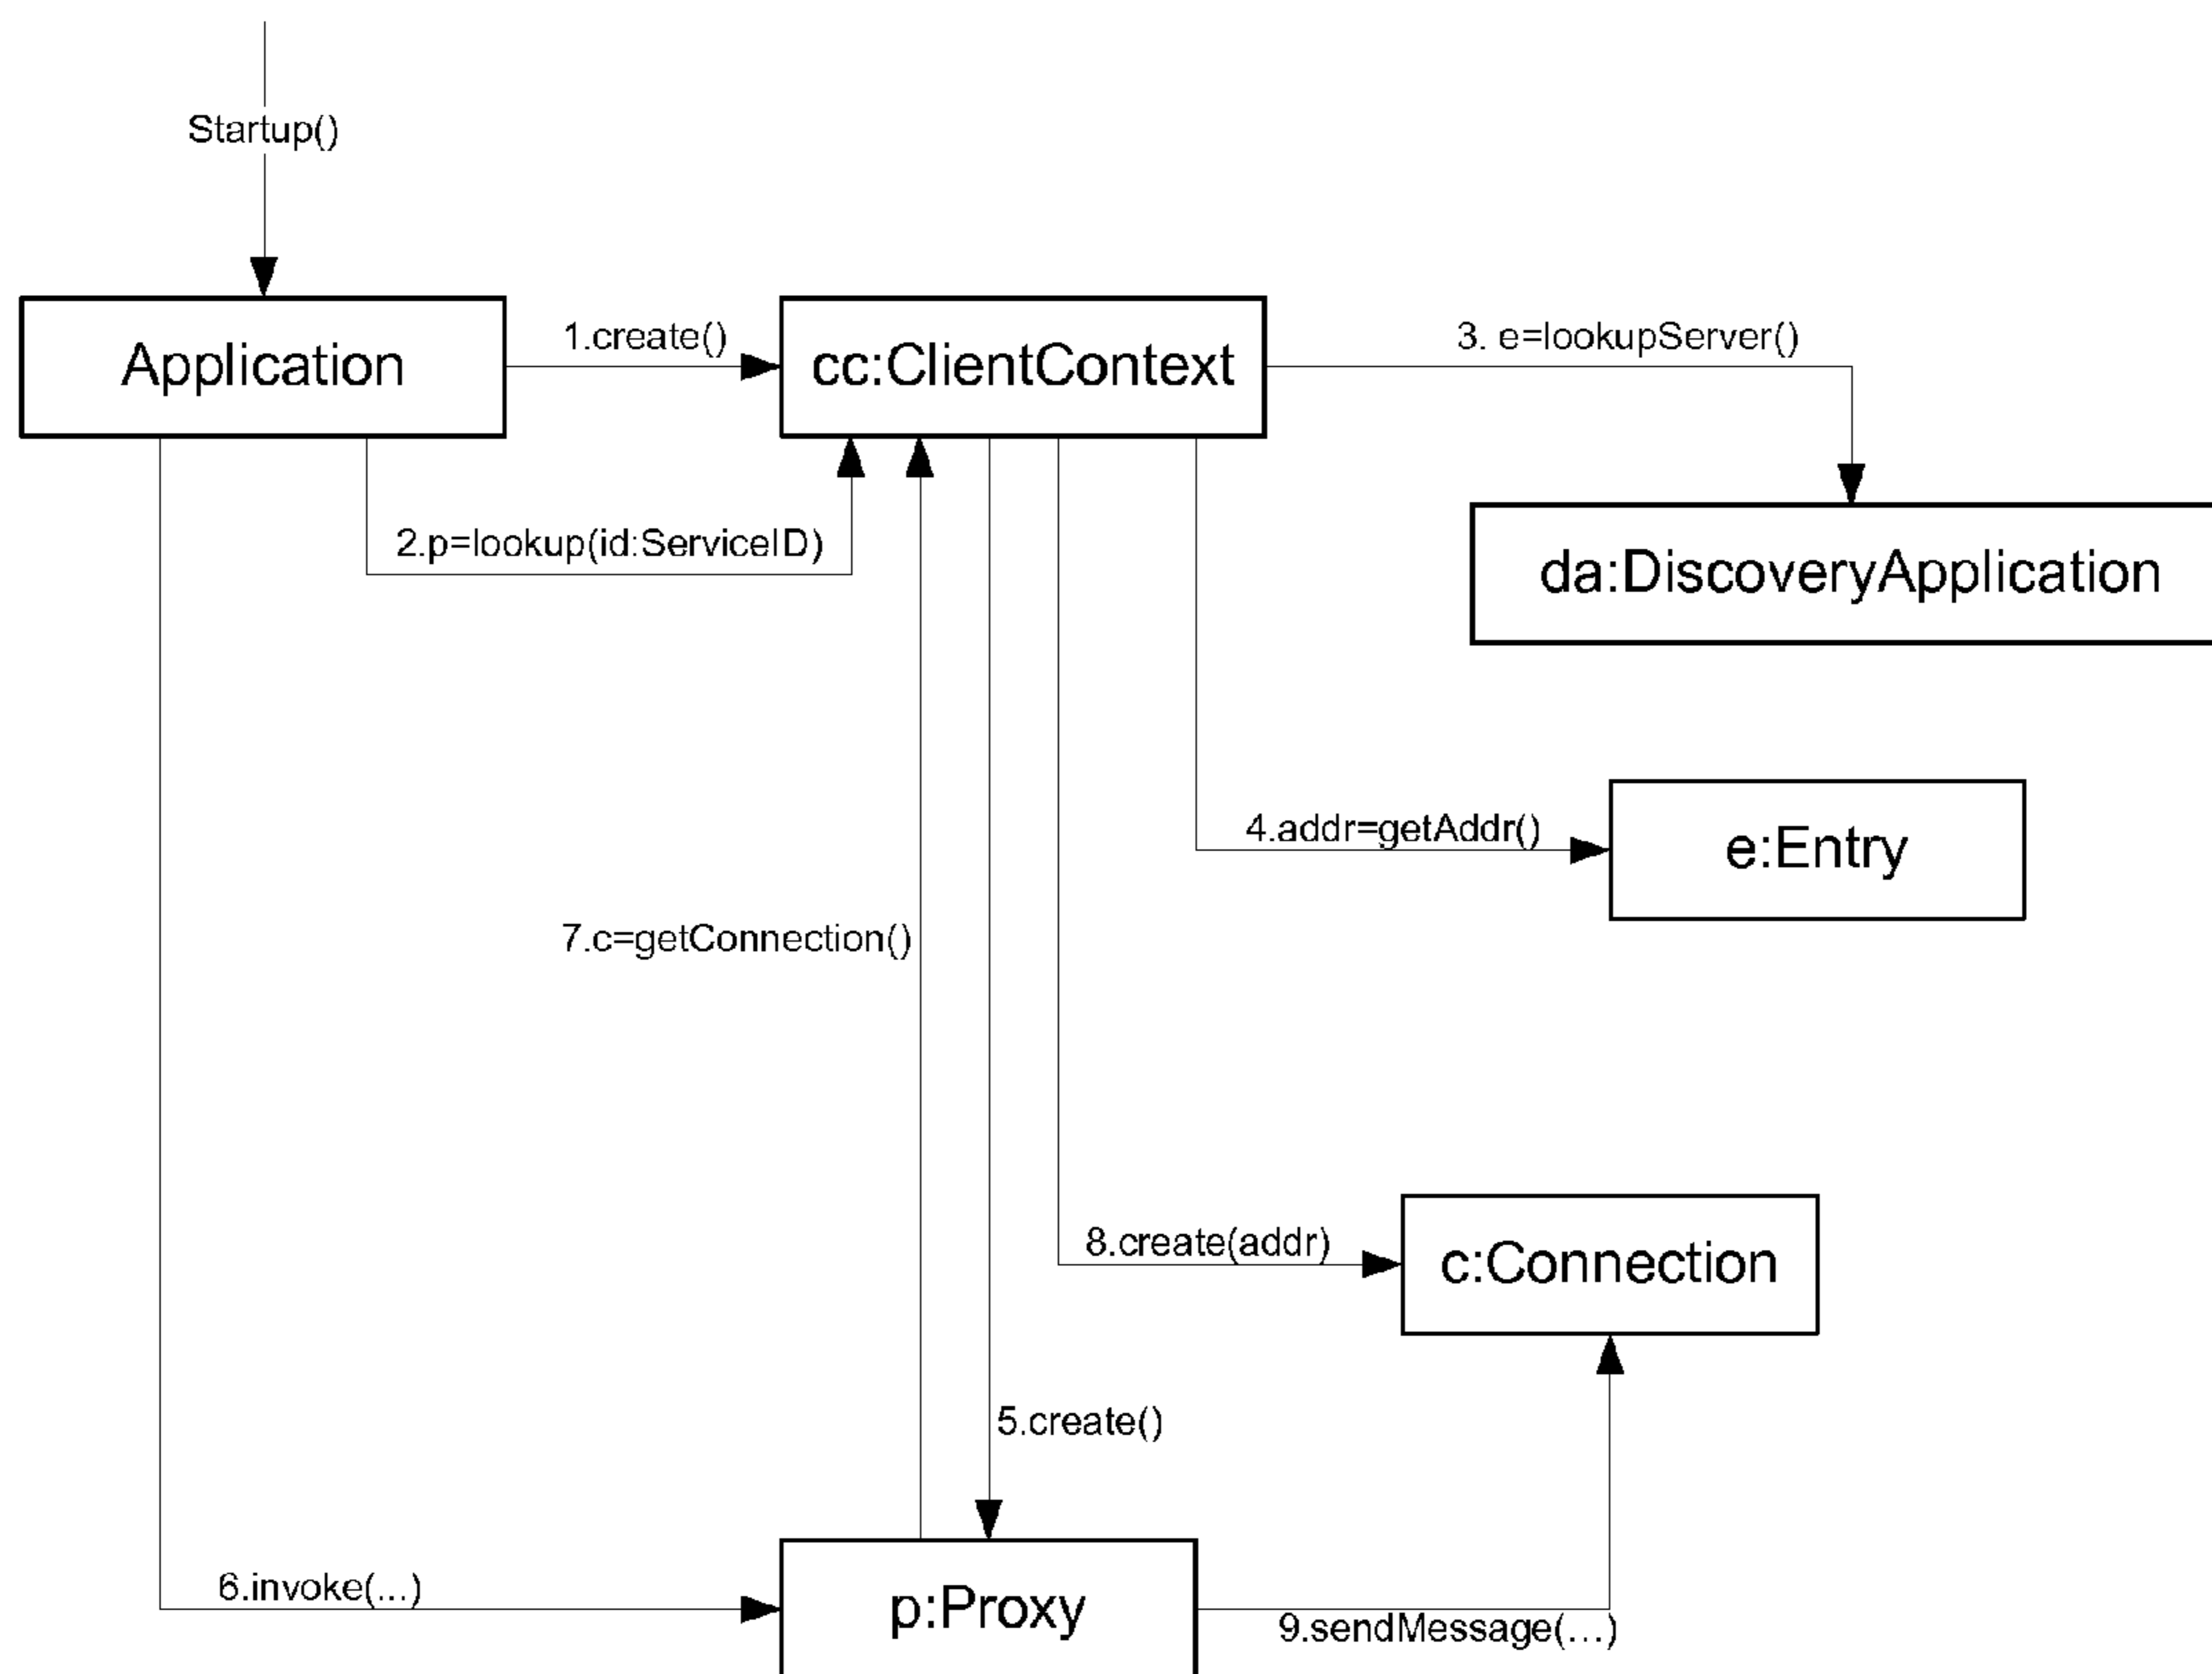 Startup()
Application
1.create()
cc:ClientContext
3. e=lookupServer()
2.p=lookup(id:ServiceID)
da:DiscoveryApplication
4.addr=getAddr()
e:Entry
7.c=getConnection()
8.create(addr)
c:Connection
5.create()
6.invoke(...)
p:Proxy
9.sendMessage(...)